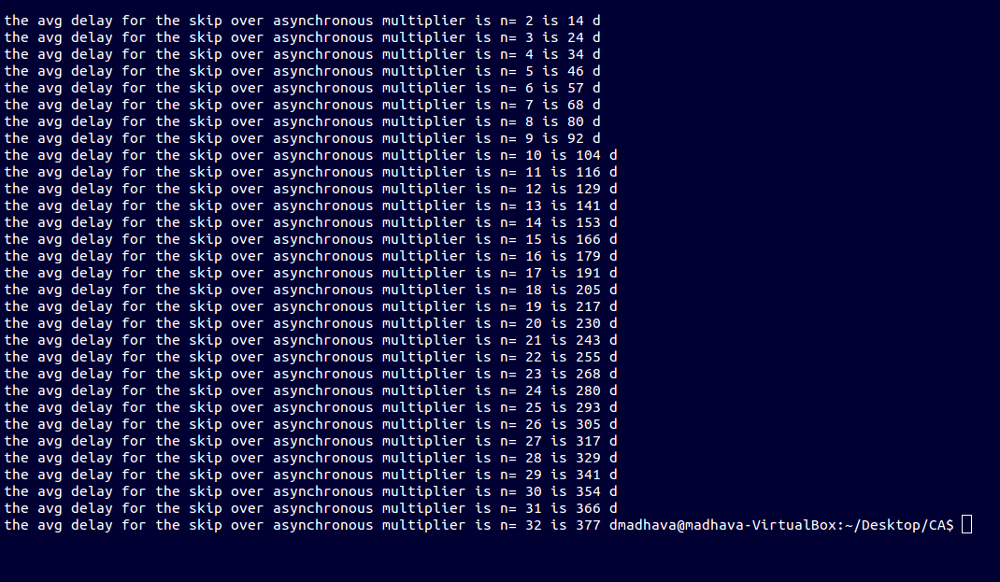 the avg delay for the skip over asynchronous multiplier is n= 2 is 14 d
the avg delay for the skip over asynchronous multiplier is n= 3 is 24 d
the avg delay for the skip over asynchronous multiplier is n= 4 is 34 d
the avg delay for the skip over asynchronous multiplier is n= 5 is 46 d
the avg delay for the skip over asynchronous multiplier is n= 6 is 57 d
the avg delay for the skip over asynchronous multiplier is n= 7 is 68 d
the avg delay for the skip over asynchronous multiplier is n= 8 is 80 d
the avg delay for the skip over asynchronous multiplier is n= 9 is 92 d
the avg delay for the skip over asynchronous multiplier is n= 10 is 104 d
the avg delay for the skip over asynchronous multiplier is n= 11 is 116 d
the avg delay for the skip over asynchronous multiplier is n= 12 is 129 d
the avg delay for the skip over asynchronous multiplier is n= 13 is 141 d
the avg delay for the skip over asynchronous multiplier is n= 14 is 153 d
the avg delay for the skip over asynchronous multiplier is n= 15 is 166 d
the avg delay for the skip over asynchronous multiplier is n= 16 is 179 d
the avg delay for the skip over asynchronous multiplier is n= 17 is 191 d
the avg delay for the skip over asynchronous multiplier is n= 18 is 205 d
the avg delay for the skip over asynchronous multiplier is n= 19 is 217 d
the avg delay for the skip over asynchronous multiplier is n= 20 is 230 d
the avg delay for the skip over asynchronous multiplier is n= 21 is 243 d
the avg delay for the skip over asynchronous multiplier is n= 22 is 255 d
the avg delay for the skip over asynchronous multiplier is n= 23 is 268 d
the avg delay for the skip over asynchronous multiplier is n= 24 is 280 d
the avg delay for the skip over asynchronous multiplier is n= 25 is 293 d
the avg delay for the skip over asynchronous multiplier is n= 26 is 305 d
the avg delay for the skip over asynchronous multiplier is n= 27 is 317 d
the avg delay for the skip over asynchronous multiplier is n= 28 is 329 d
the avg delay for the skip over asynchronous multiplier is n= 29 is 341 d
the avg delay for the skip over asynchronous multiplier is n= 30 is 354 d
the avg delay for the skip over asynchronous multiplier is n= 31 is 366 d
the avg delay for the skip over asynchronous multiplier is n= 32 is 377 dmadhava@madhava-VirtualBox:~/Desktop/CA$